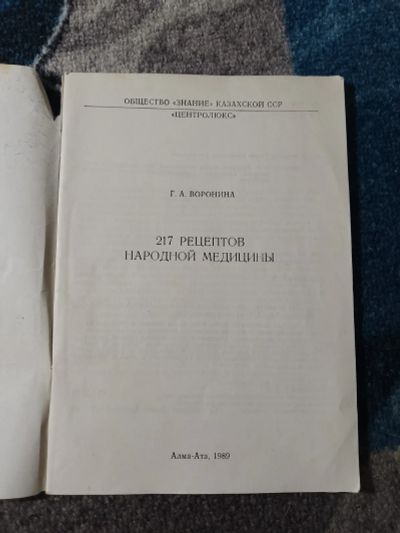 ОБЩЕСТВО «ЗНАНИЕ» КАЗАХСКОЙ ССР
«ЦЕНТРОЛЮКС»
Г. А. ВОРОНИНА
217 РЕЦЕПТОВ
НАРОДНОЙ МЕДИЦИНЫ
Алма-Ата, 1989